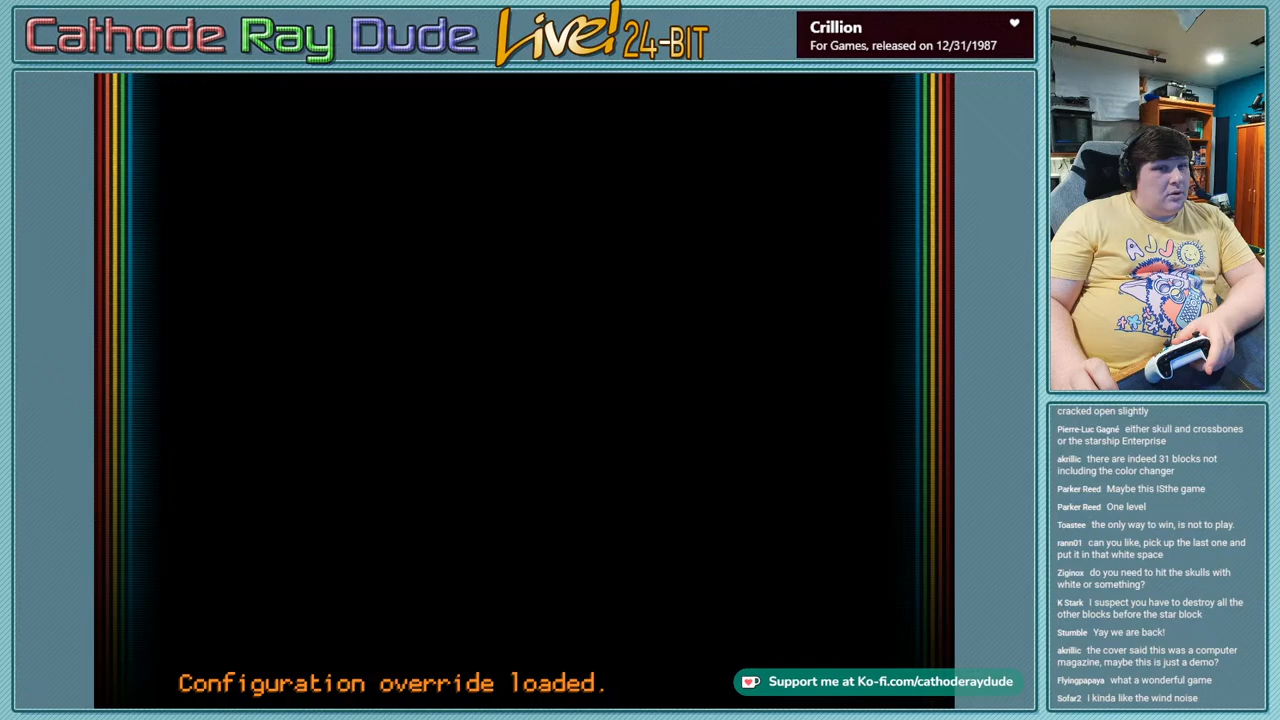 Cathode Ray Dude Live! 24-BIT
Crillion
For Games, released on 12/31/1987
Configuration override loaded.
Support me at Ko-fi.com/cathoderaydude
AJJ
cracked open slightly
Pierre-Luc Gagné either skull and crossbones
or the starship Enterprise
akrillic there are indeed 31 blocks not
including the color changer
Parker Reed Maybe this ISthe game
Parker Reed One level
Toastee the only way to win, is not to play.
rann01 can you like, pick up the last one and
put it in that white space
Ziginox do you need to hit the skulls with
white or something?
K Stark I suspect you have to destroy all the
other blocks before the star block
Stumble Yay we are back!
akrillic the cover said this was a computer
magazine, maybe this is just a demo?
Flyingpapaya what a wonderful game
Sofar2 I kinda like the wind noise